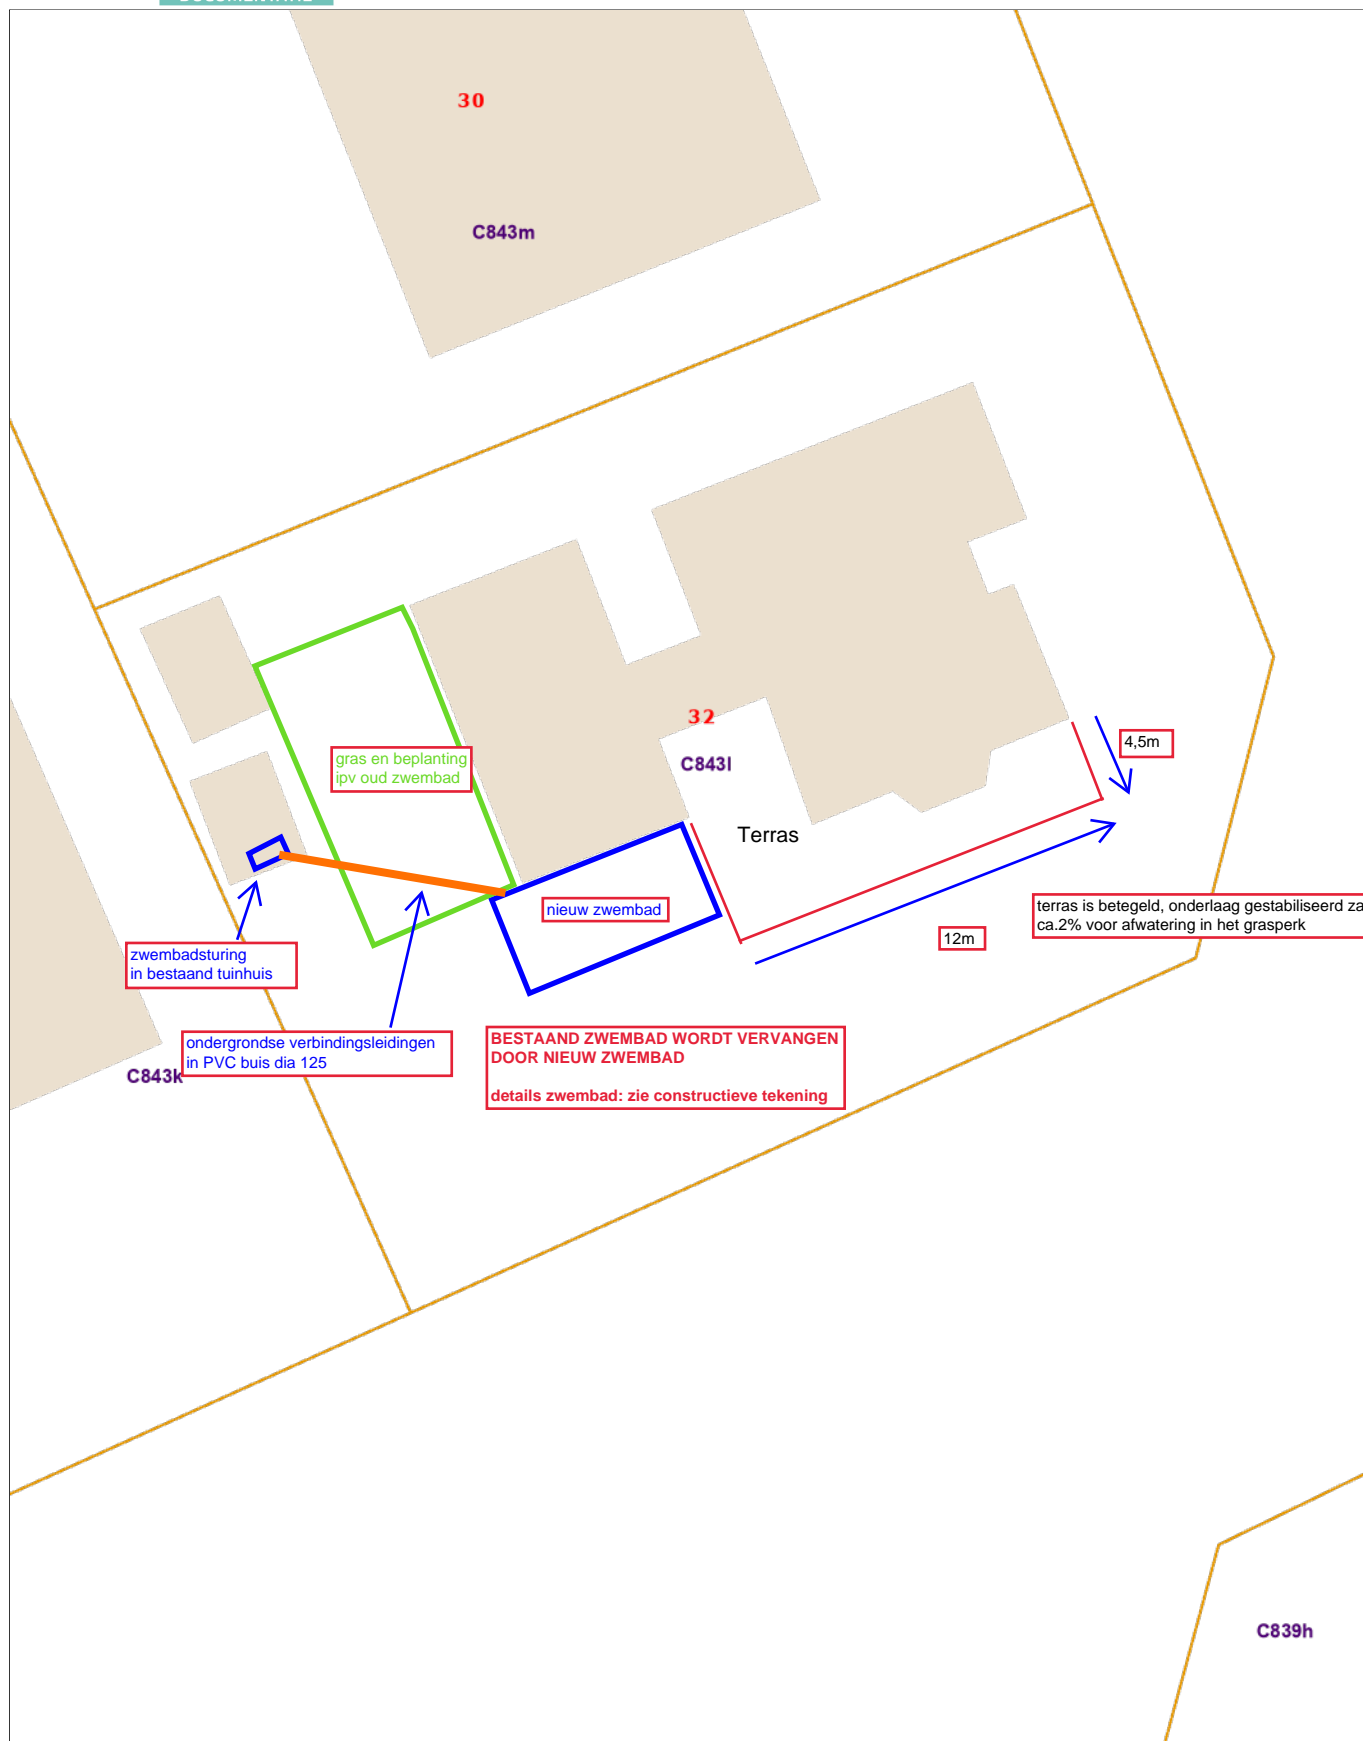 30
C843m
32
C843l
4,5m
gras en beplanting
ipv oud zwembad
Terras
nieuw zwembad
terras is betegeld, onderlaag gestabiliseerd
ca.2% voor afwatering in het grasperk
12m
zwembadsturing
in bestaand tuinhuis
ondergrondse verbindingsleidingen
in PVC buis dia 125
BESTAAND ZWEMBAD WORDT VERVANGEN
DOOR NIEUW ZWEMBAD
details zwembad: zie constructieve tekening
C843k
C839h